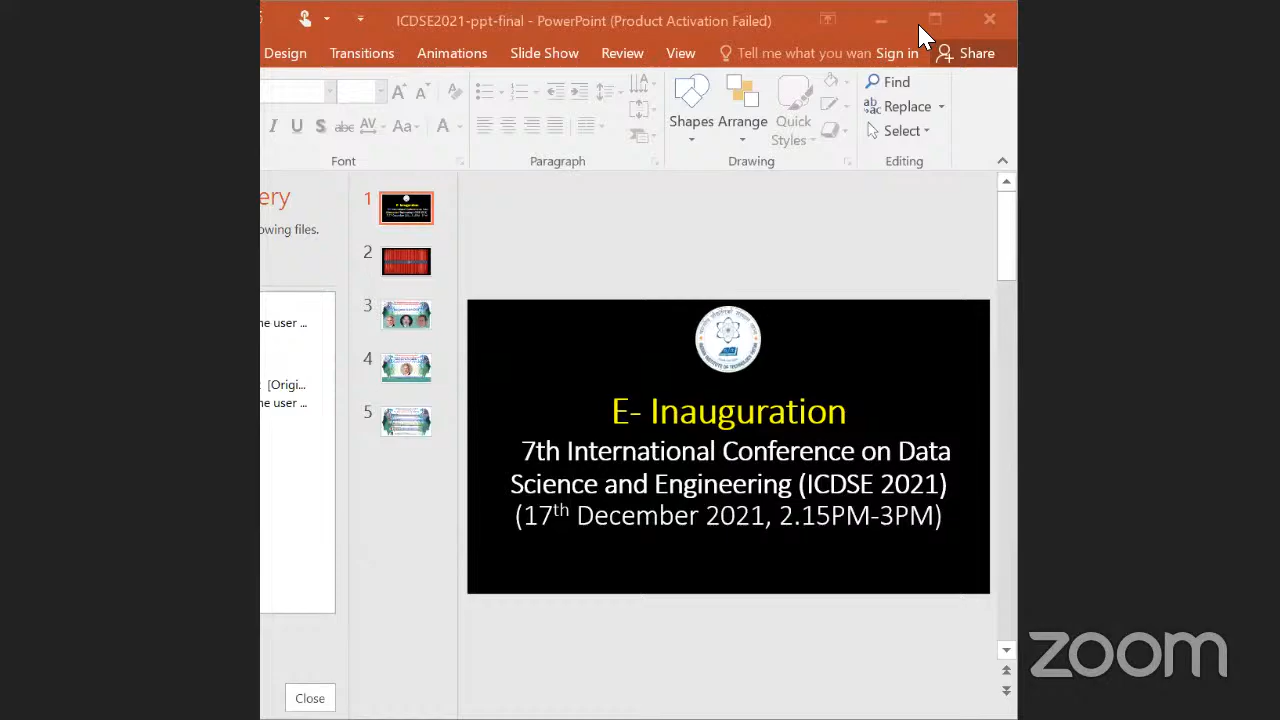 ICDSE2021-ppt-final - PowerPoint (Product Activation Failed)
Design Transitions Animations Slide Show Review View Tell me what you wan Sign in Share
Find
Replace
Select
Shapes Arrange Quick Styles
Font Paragraph Drawing Editing
ery
owing files.
ne user ...
[Origi...
ne user ...
Close
1
2
3
4
5
E- Inauguration
7th International Conference on Data
Science and Engineering (ICDSE 2021)
(17th December 2021, 2.15PM-3PM)
zoom